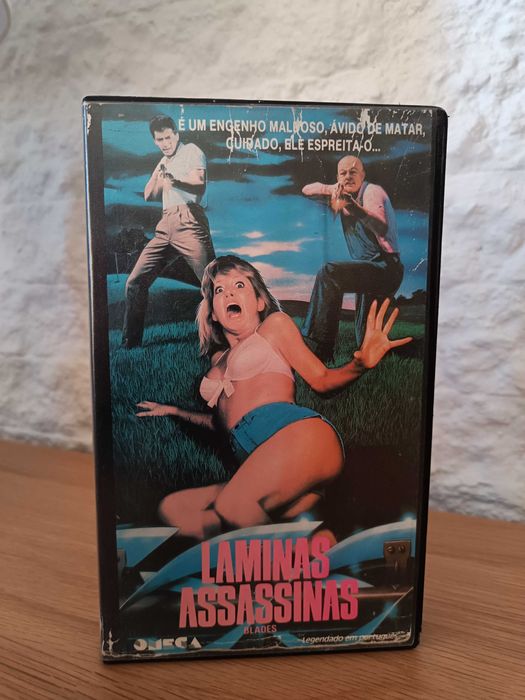 É UM ENGENHO MALDOSO, ÁVIDO DE MATAR,
CUIDADO, ELE ESPREITA-O...
LAMINAS
ASSASSINAS
BLADES
OMEGA
Legendado em português